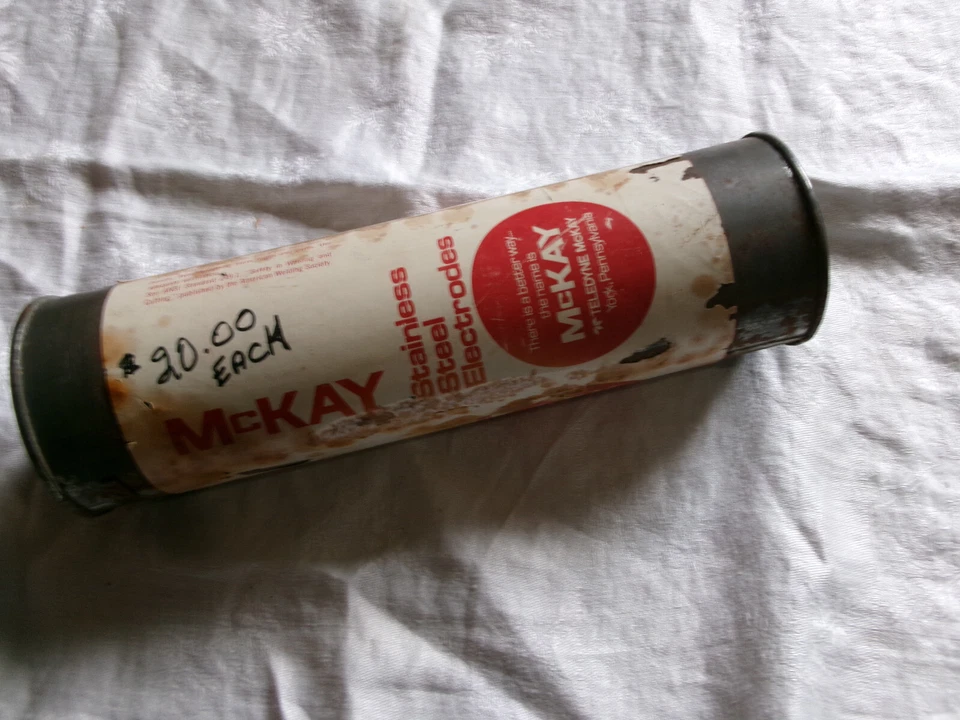 $20.00
EACH
McKAY
Stainless
Steel
Electrodes
There is a better way...
the name is
McKAY
TELEDYNE McKAY
York, Pennsylvania